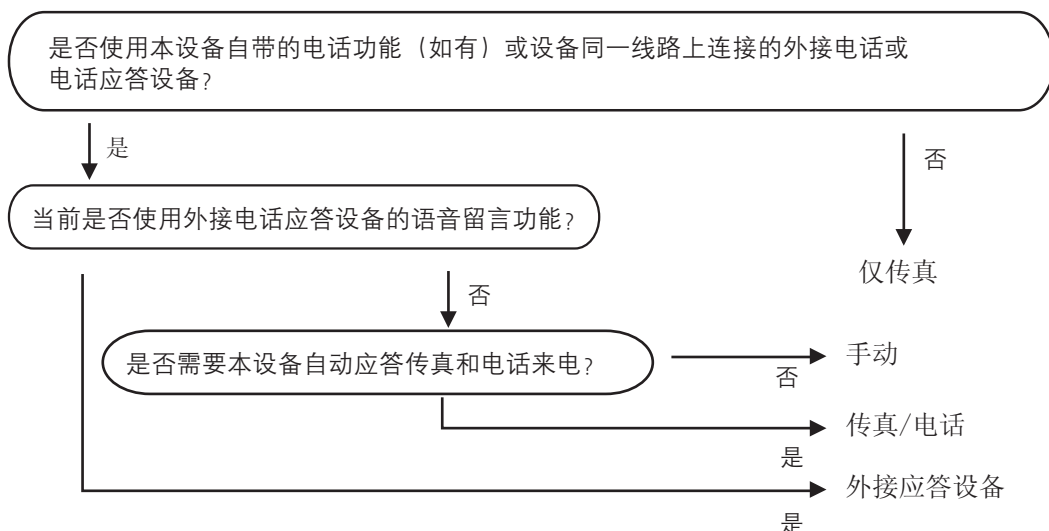 是否使用本设备自带的电话功能（如有）或设备同一线路上连接的外接电话或
电话应答设备？
是
否
当前是否使用外接电话应答设备的语音留言功能？
仅传真
否
是否需要本设备自动应答传真和电话来电？
手动
否
传真/电话
是
外接应答设备
是